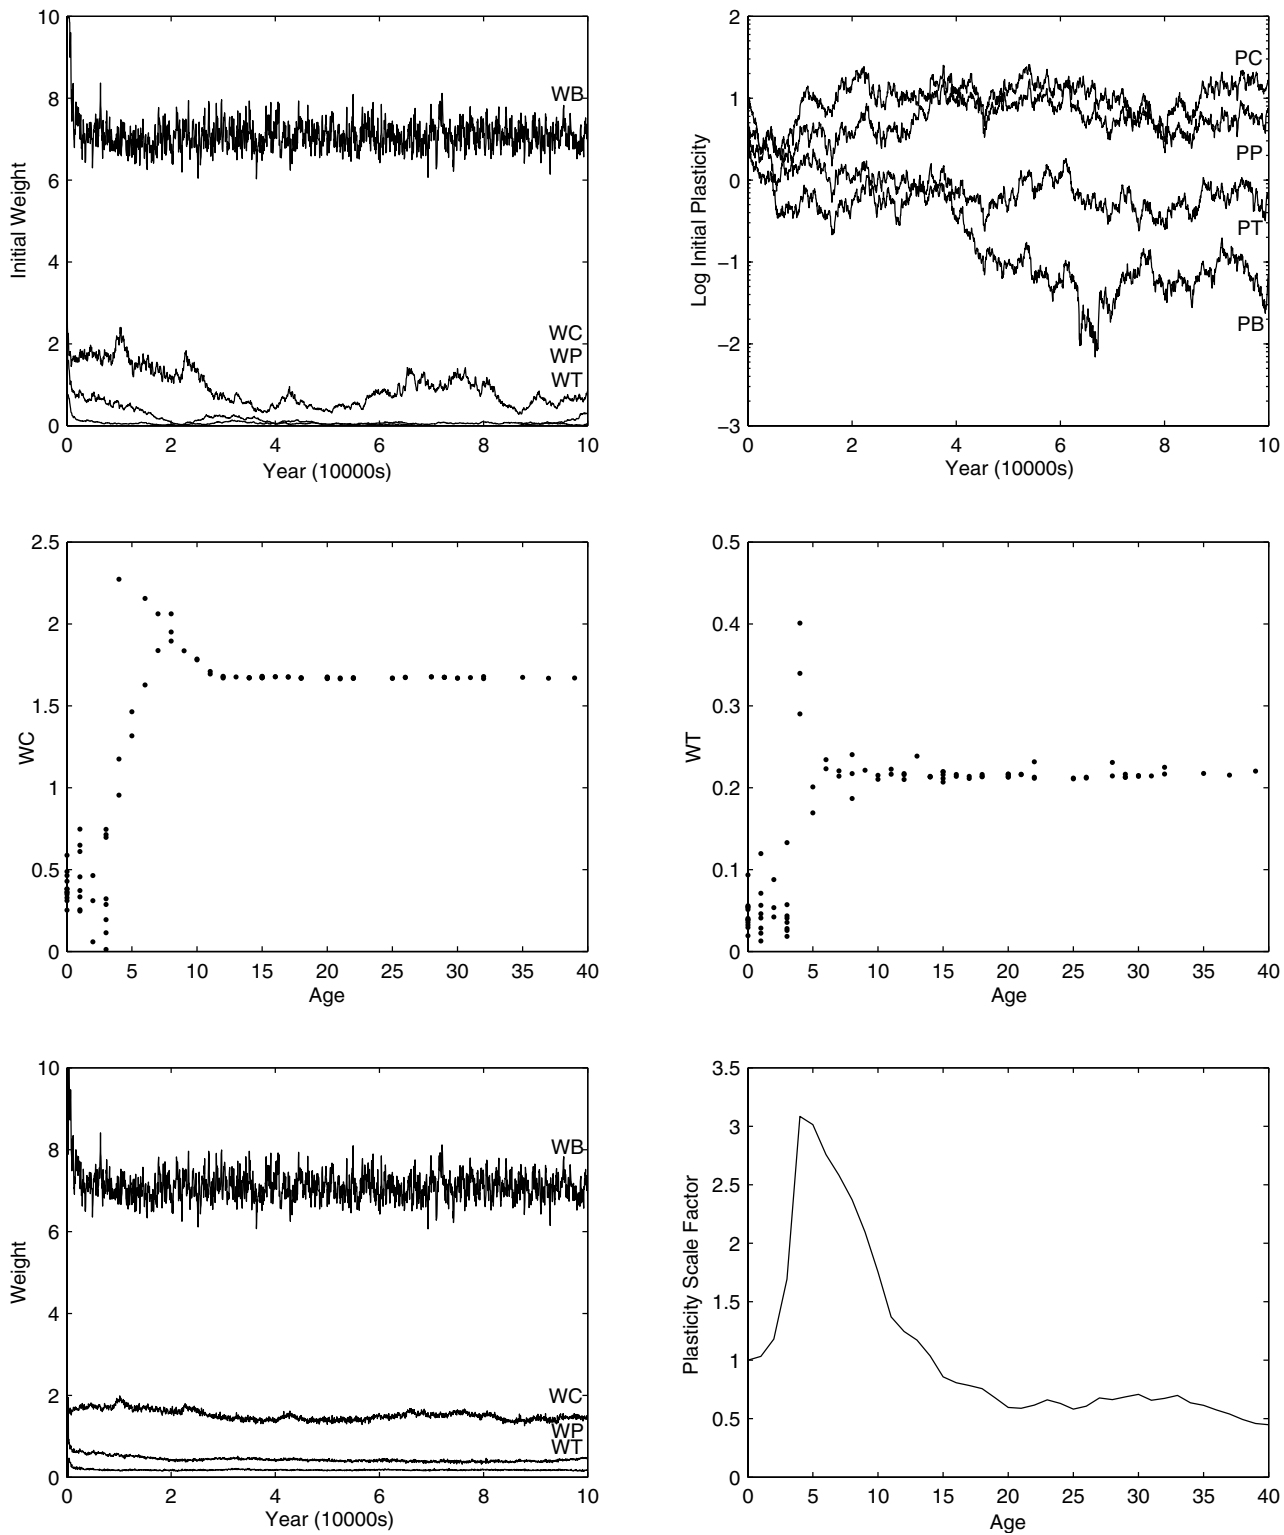 10
8
6
4
2
0
Initial Weight
WB
WC
WP
WT
0 2 4 6 8 10
Year (10000s)
2
1
0
−1
−2
−3
Log Initial Plasticity
PC
PP
PT
PB
0 2 4 6 8 10
Year (10000s)
2.5
2
1.5
1
0.5
0
WC
0 5 10 15 20 25 30 35 40
Age
0.5
0.4
0.3
0.2
0.1
0
WT
0 5 10 15 20 25 30 35 40
Age
10
8
6
4
2
0
Weight
WB
WC
WP
WT
0 2 4 6 8 10
Year (10000s)
3.5
3
2.5
2
1.5
1
0.5
0
Plasticity Scale Factor
0 5 10 15 20 25 30 35 40
Age